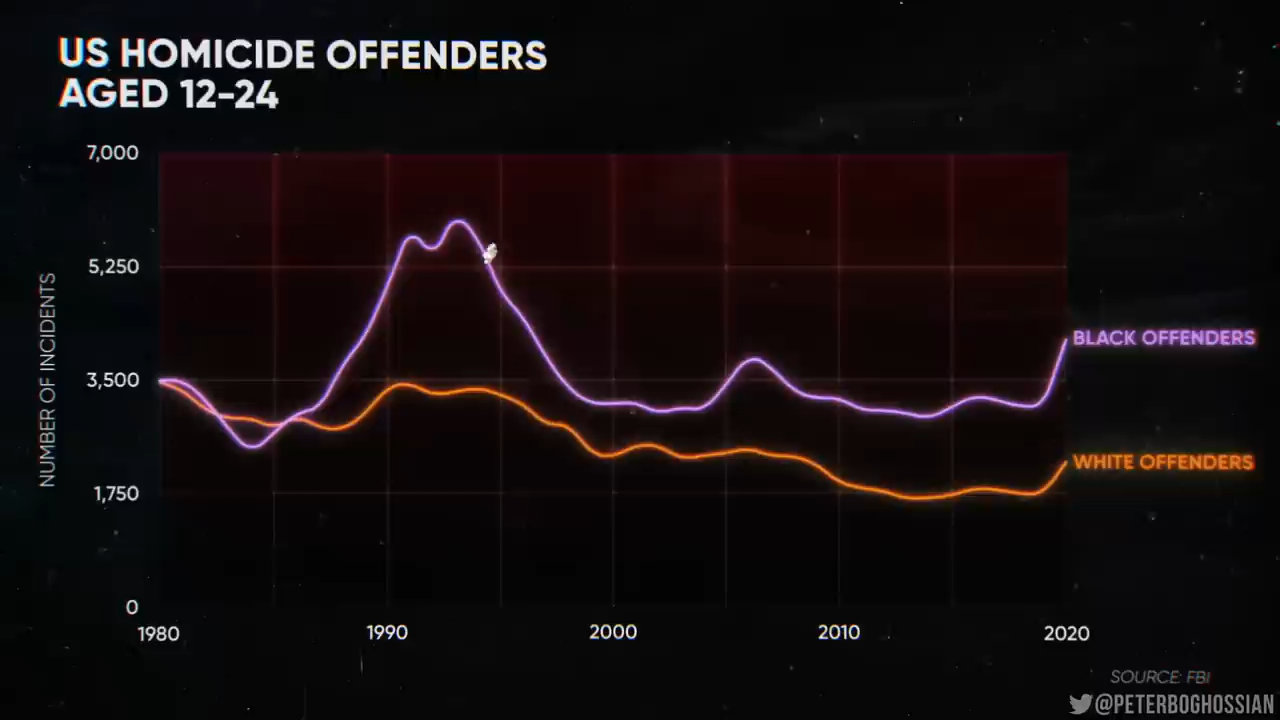 US HOMICIDE OFFENDERS
AGED 12-24
7,000
5,250
3,500
1,750
0
NUMBER OF INCIDENTS
1980
1990
2000
2010
2020
BLACK OFFENDERS
WHITE OFFENDERS
SOURCE: FBI
@PETERBOGHOSSIAN